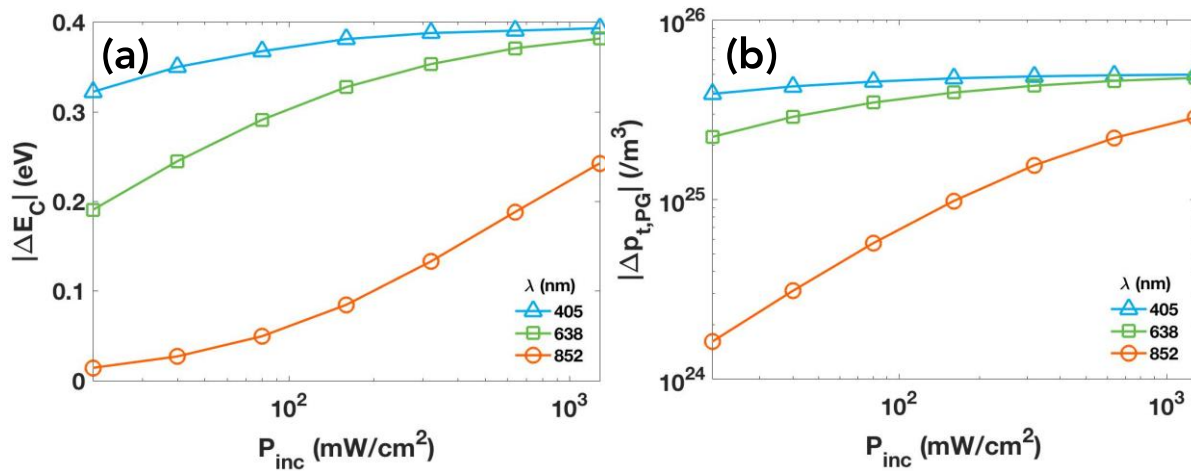 (a)
0.4
0.3
0.2
0.1
0
|ΔE_C| (eV)
λ (nm)
405
638
852
10^2
10^3
P_inc (mW/cm^2)
(b)
10^26
10^25
10^24
|Δp_t,PG| (/m^3)
λ (nm)
405
638
852
10^2
10^3
P_inc (mW/cm^2)